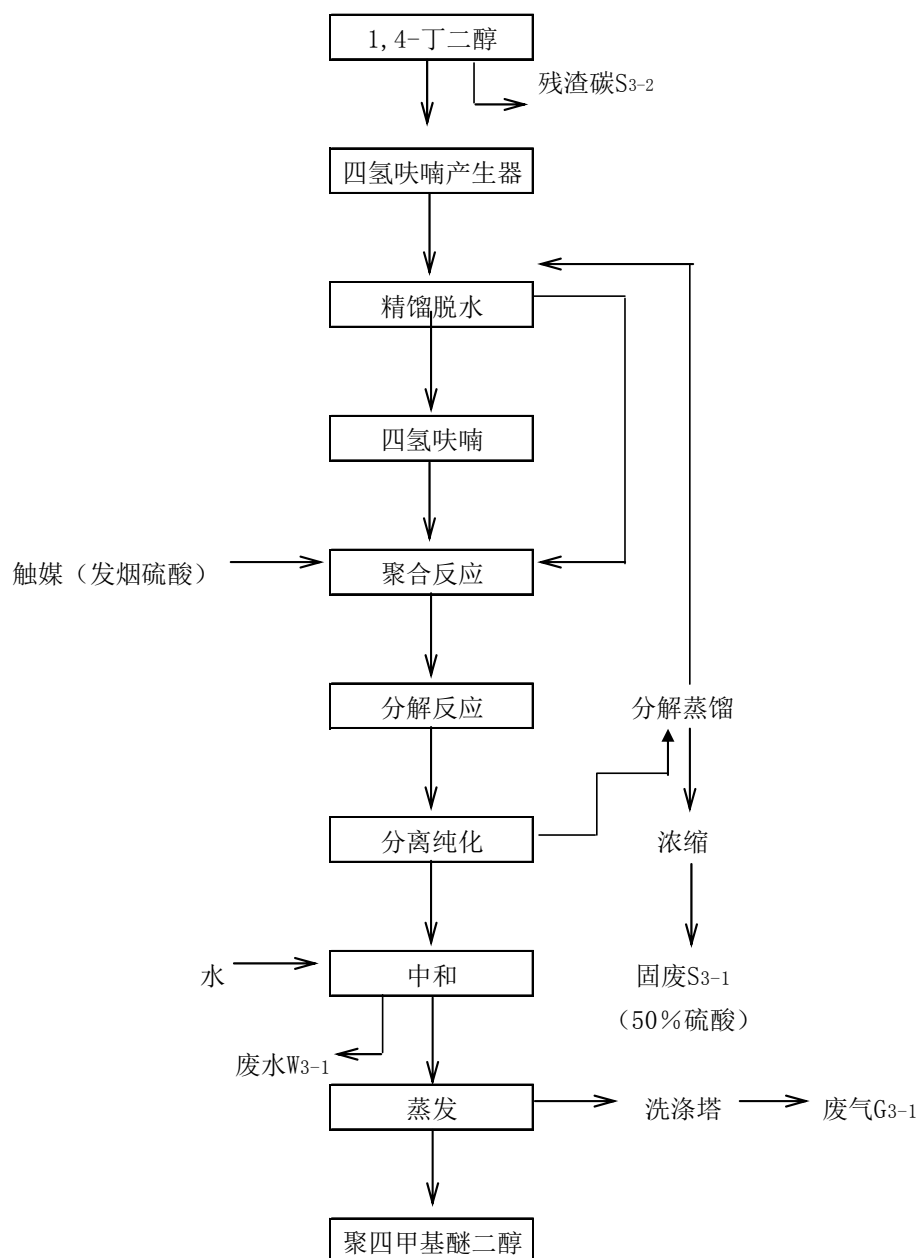 1,4-丁二醇
残渣碳S3-2
四氢呋喃产生器
精馏脱水
四氢呋喃
触媒（发烟硫酸）
聚合反应
分解反应
分解蒸馏
分离纯化
浓缩
水
中和
固废S3-1
（50％硫酸）
废水W3-1
蒸发
洗涤塔
废气G3-1
聚四甲基醚二醇